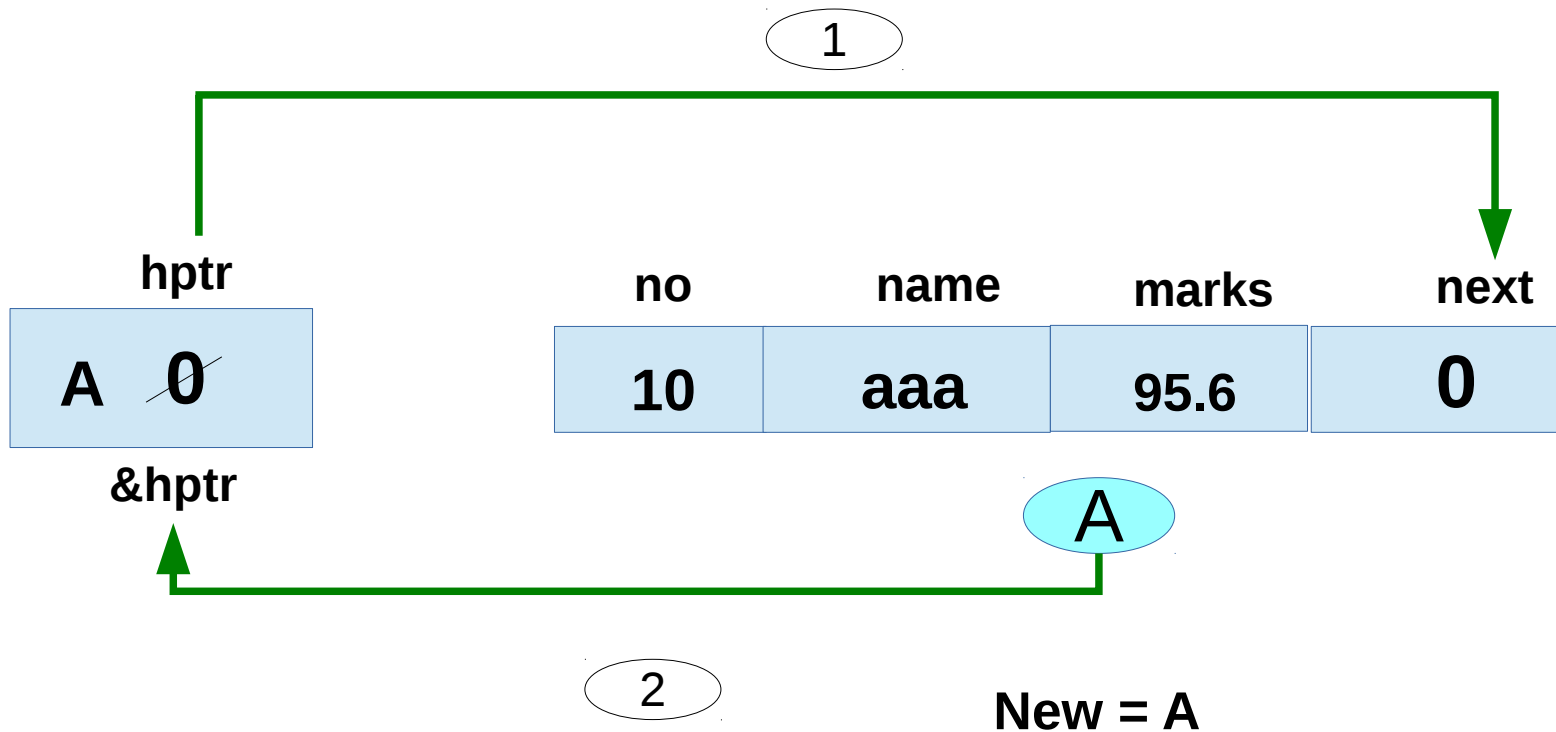 1
hptr
no name marks next
A 0
10 aaa 95.6 0
&hptr
A
2
New = A